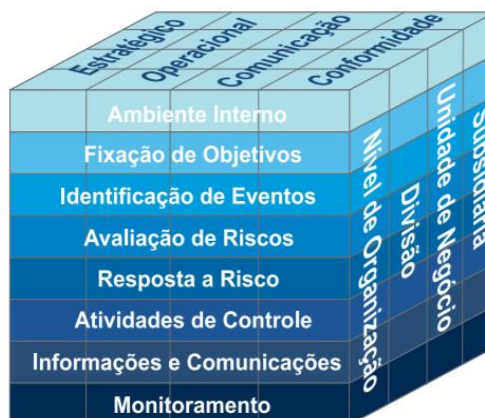 Estratégico
Operacional
Comunicação
Conformidade
Ambiente Interno
Fixação de Objetivos
Identificação de Eventos
Avaliação de Riscos
Resposta a Risco
Atividades de Controle
Informações e Comunicações
Monitoramento
Nível de Organização
Divisão
Unidade de Negócio
Subsidiária